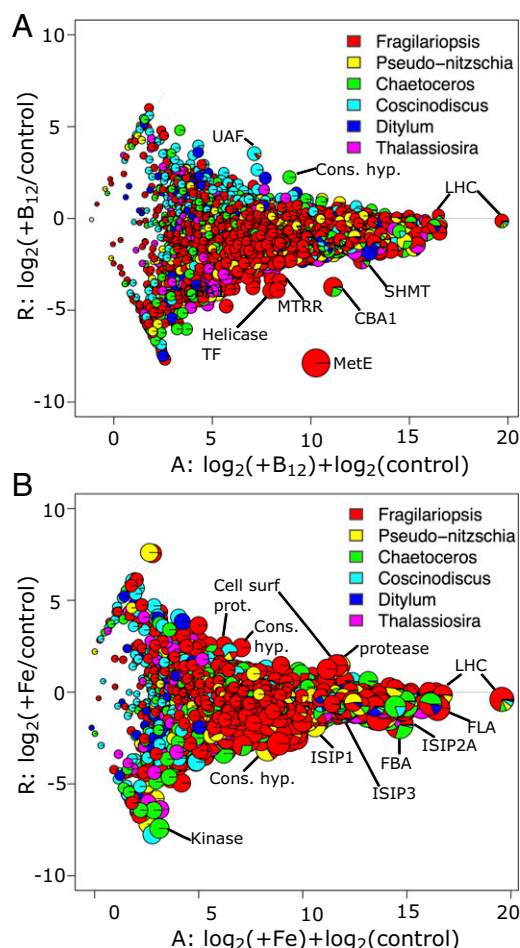 A
10
5
0
-5
-10
R: log2(+B12/control)
Fragilariopsis
Pseudo-nitzschia
Chaetoceros
Coscinodiscus
Ditylum
Thalassiosira
UAF
Cons. hyp.
LHC
SHMT
MTRR
CBA1
Helicase
TF
MetE
0 5 10 15 20
A: log2(+B12)+log2(control)
B
10
5
0
-5
-10
R: log2(+Fe/control)
Fragilariopsis
Pseudo-nitzschia
Chaetoceros
Coscinodiscus
Ditylum
Thalassiosira
Cell surf
prot.
Cons.
hyp.
protease
LHC
FLA
ISIP2A
FBA
ISIP1
ISIP3
Cons. hyp.
Kinase
0 5 10 15 20
A: log2(+Fe)+log2(control)